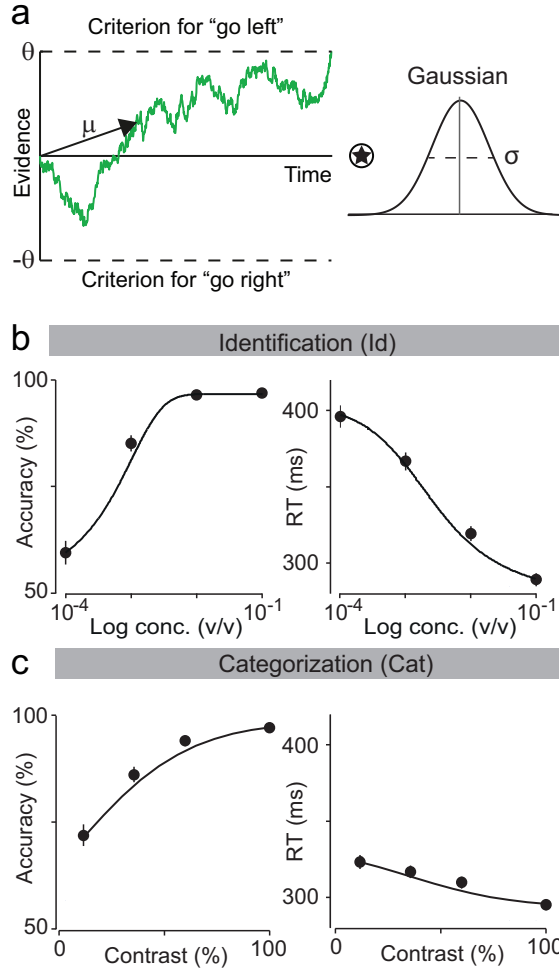 a
Criterion for “go left”
θ
Gaussian
μ
Evidence
Time
σ
-θ
Criterion for “go right”
b
Identification (Id)
100
Accuracy (%)
50
10-4
10-1
Log conc. (v/v)
400
RT (ms)
300
10-4
10-1
Log conc. (v/v)
c
Categorization (Cat)
100
Accuracy (%)
50
0
100
Contrast (%)
400
RT (ms)
300
0
100
Contrast (%)